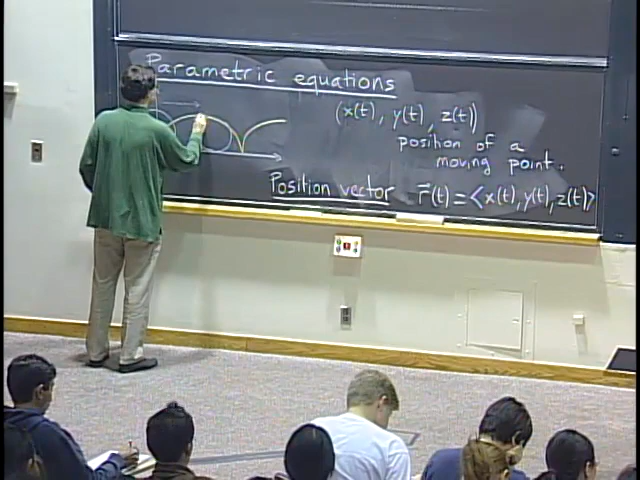 Parametric equations
(x(t), y(t), z(t))
position of a
moving point.
Position vector r⃗(t) = <x(t), y(t), z(t)>